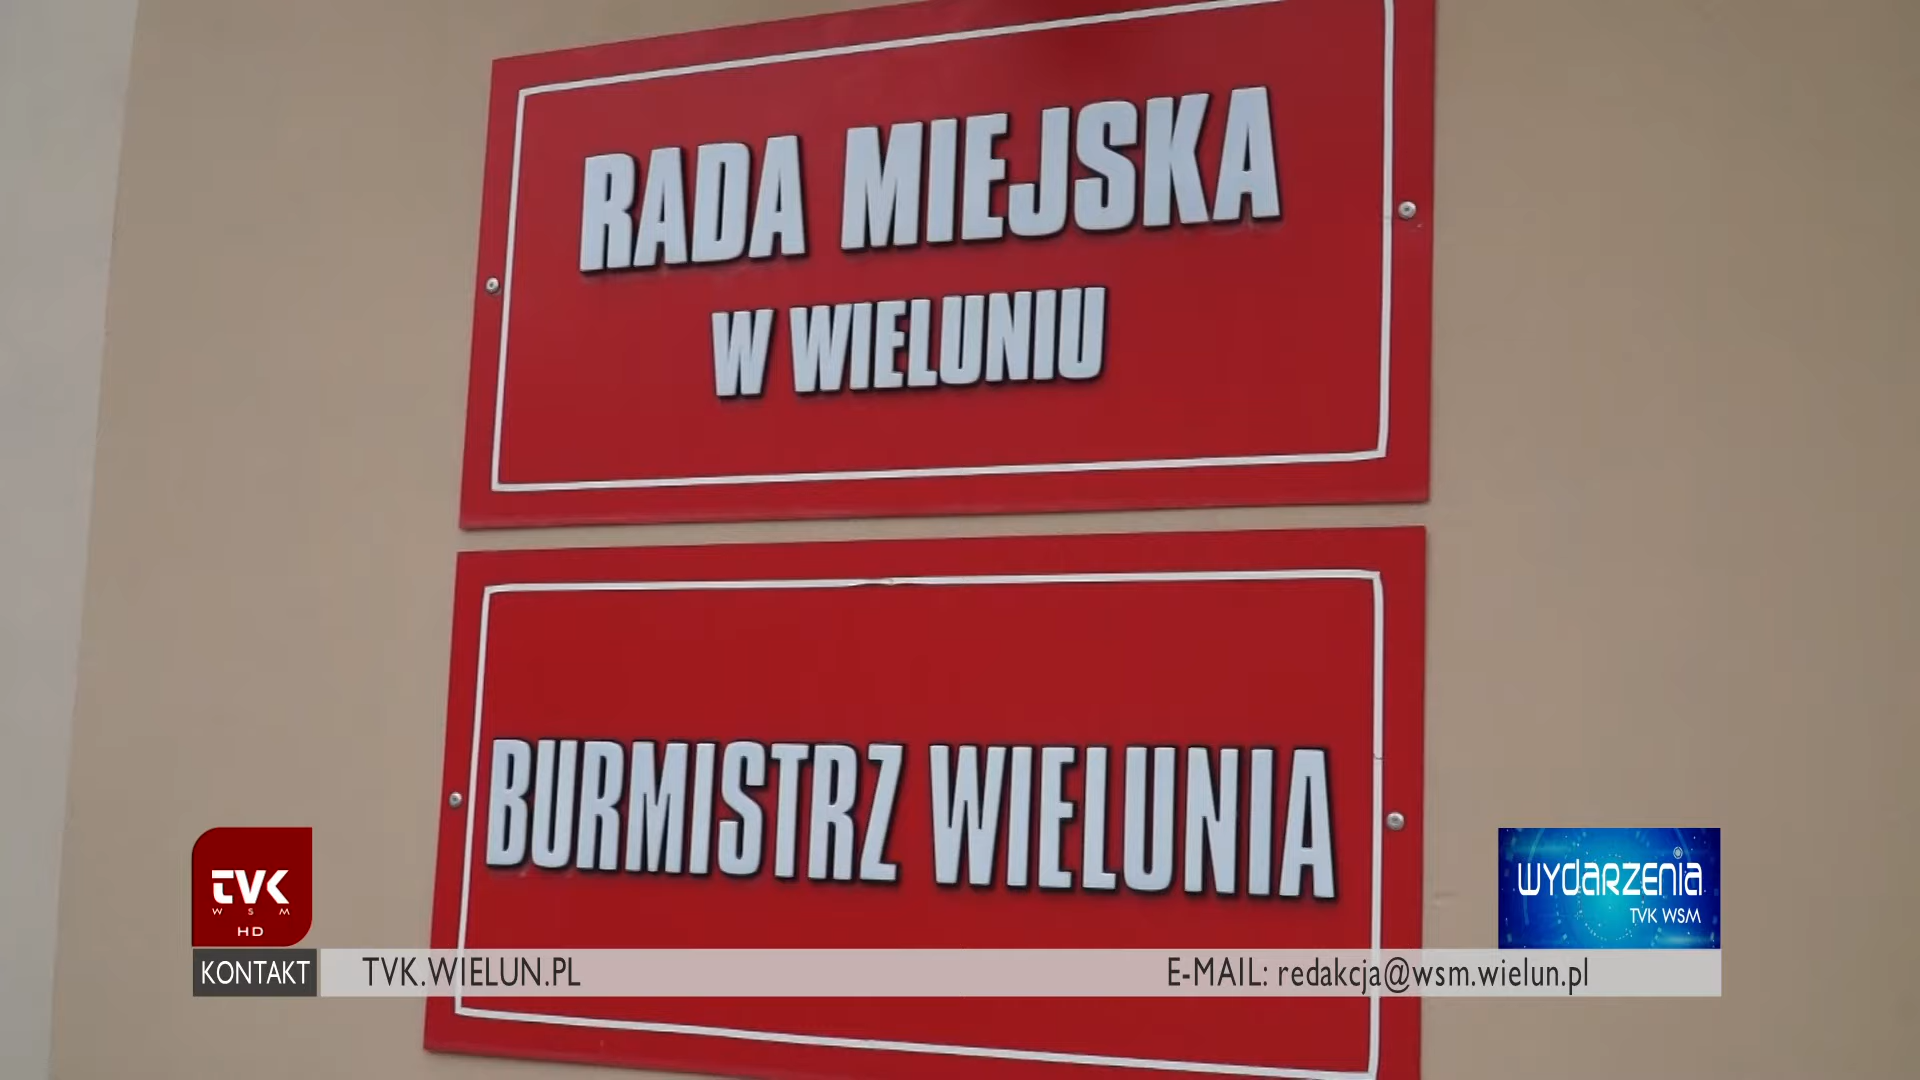 RADA MIEJSKA
W WIELUNIU
BURMISTRZ WIELUNIA
TVK
WSM
HD
WYDARZENIA
TVK WSM
KONTAKT TVK.WIELUN.PL E-MAIL: redakcja@wsm.wielun.pl